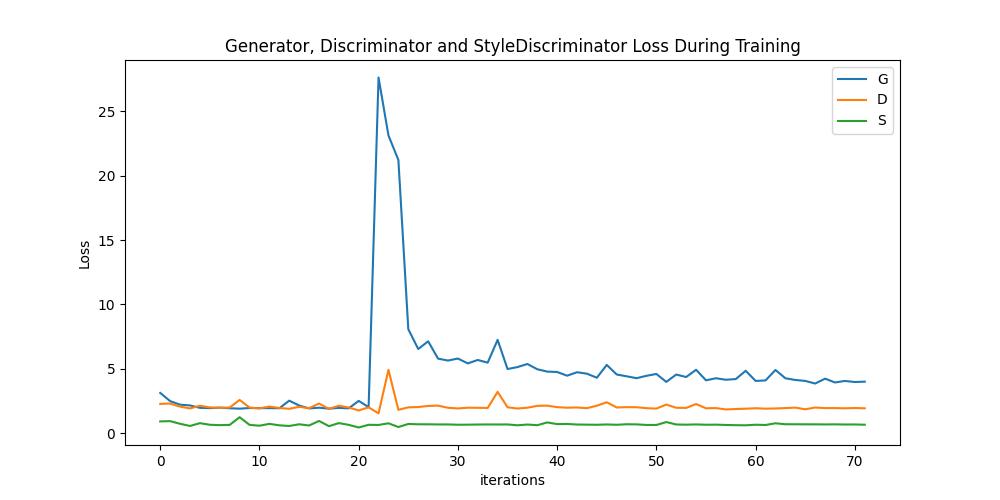 Generator, Discriminator and StyleDiscriminator Loss During Training
G
D
S
25
20
15
10
5
0
Loss
0 10 20 30 40 50 60 70
iterations